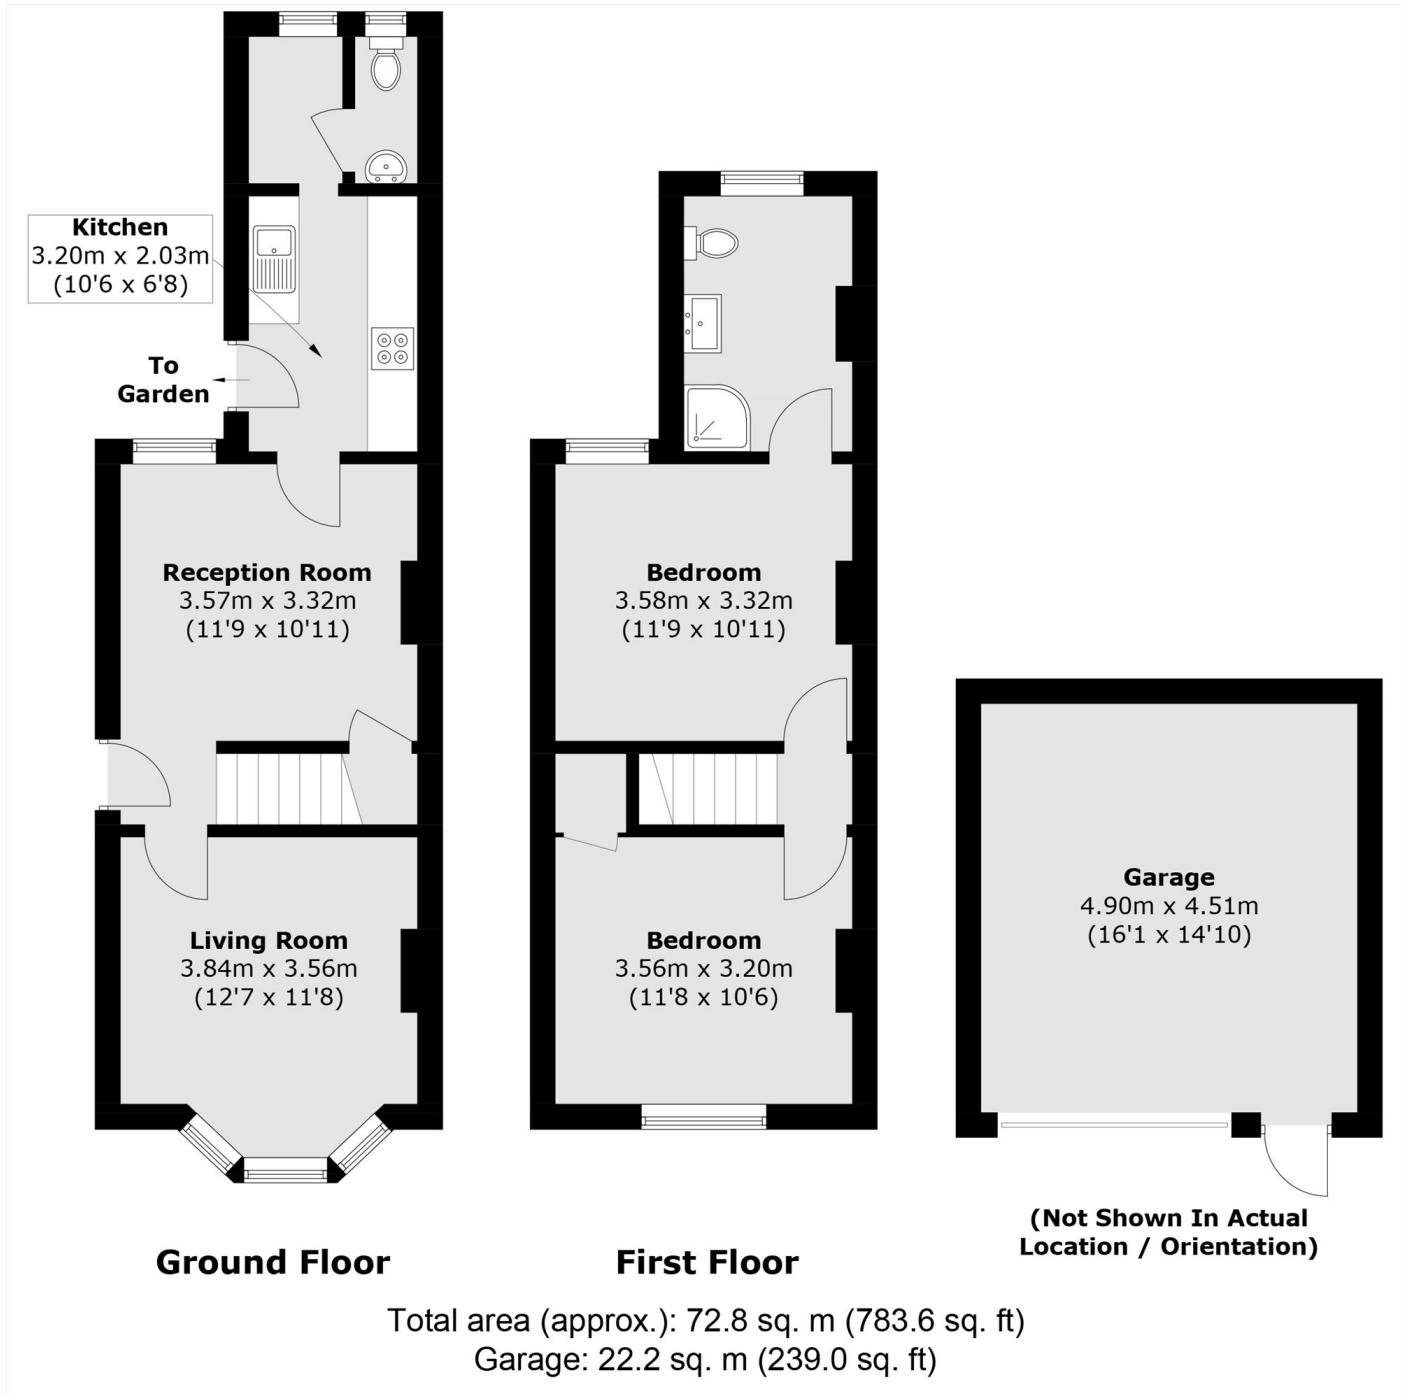 Kitchen
3.20m x 2.03m
(10'6 x 6'8)
To
Garden
Reception Room
3.57m x 3.32m
(11'9 x 10'11)
Living Room
3.84m x 3.56m
(12'7 x 11'8)
Ground Floor
Bedroom
3.58m x 3.32m
(11'9 x 10'11)
Bedroom
3.56m x 3.20m
(11'8 x 10'6)
First Floor
Garage
4.90m x 4.51m
(16'1 x 14'10)
(Not Shown In Actual
Location / Orientation)
Total area (approx.): 72.8 sq. m (783.6 sq. ft)
Garage: 22.2 sq. m (239.0 sq. ft)